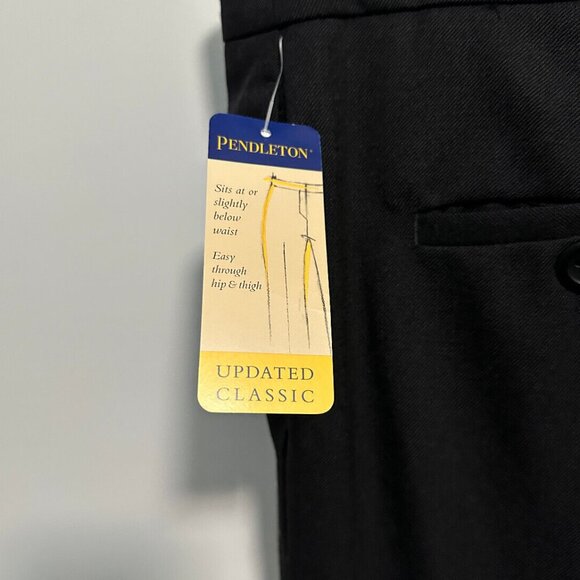 PENDLETON®
Sits at or
slightly
below
waist
Easy
through
hip & thigh
UPDATED
CLASSIC